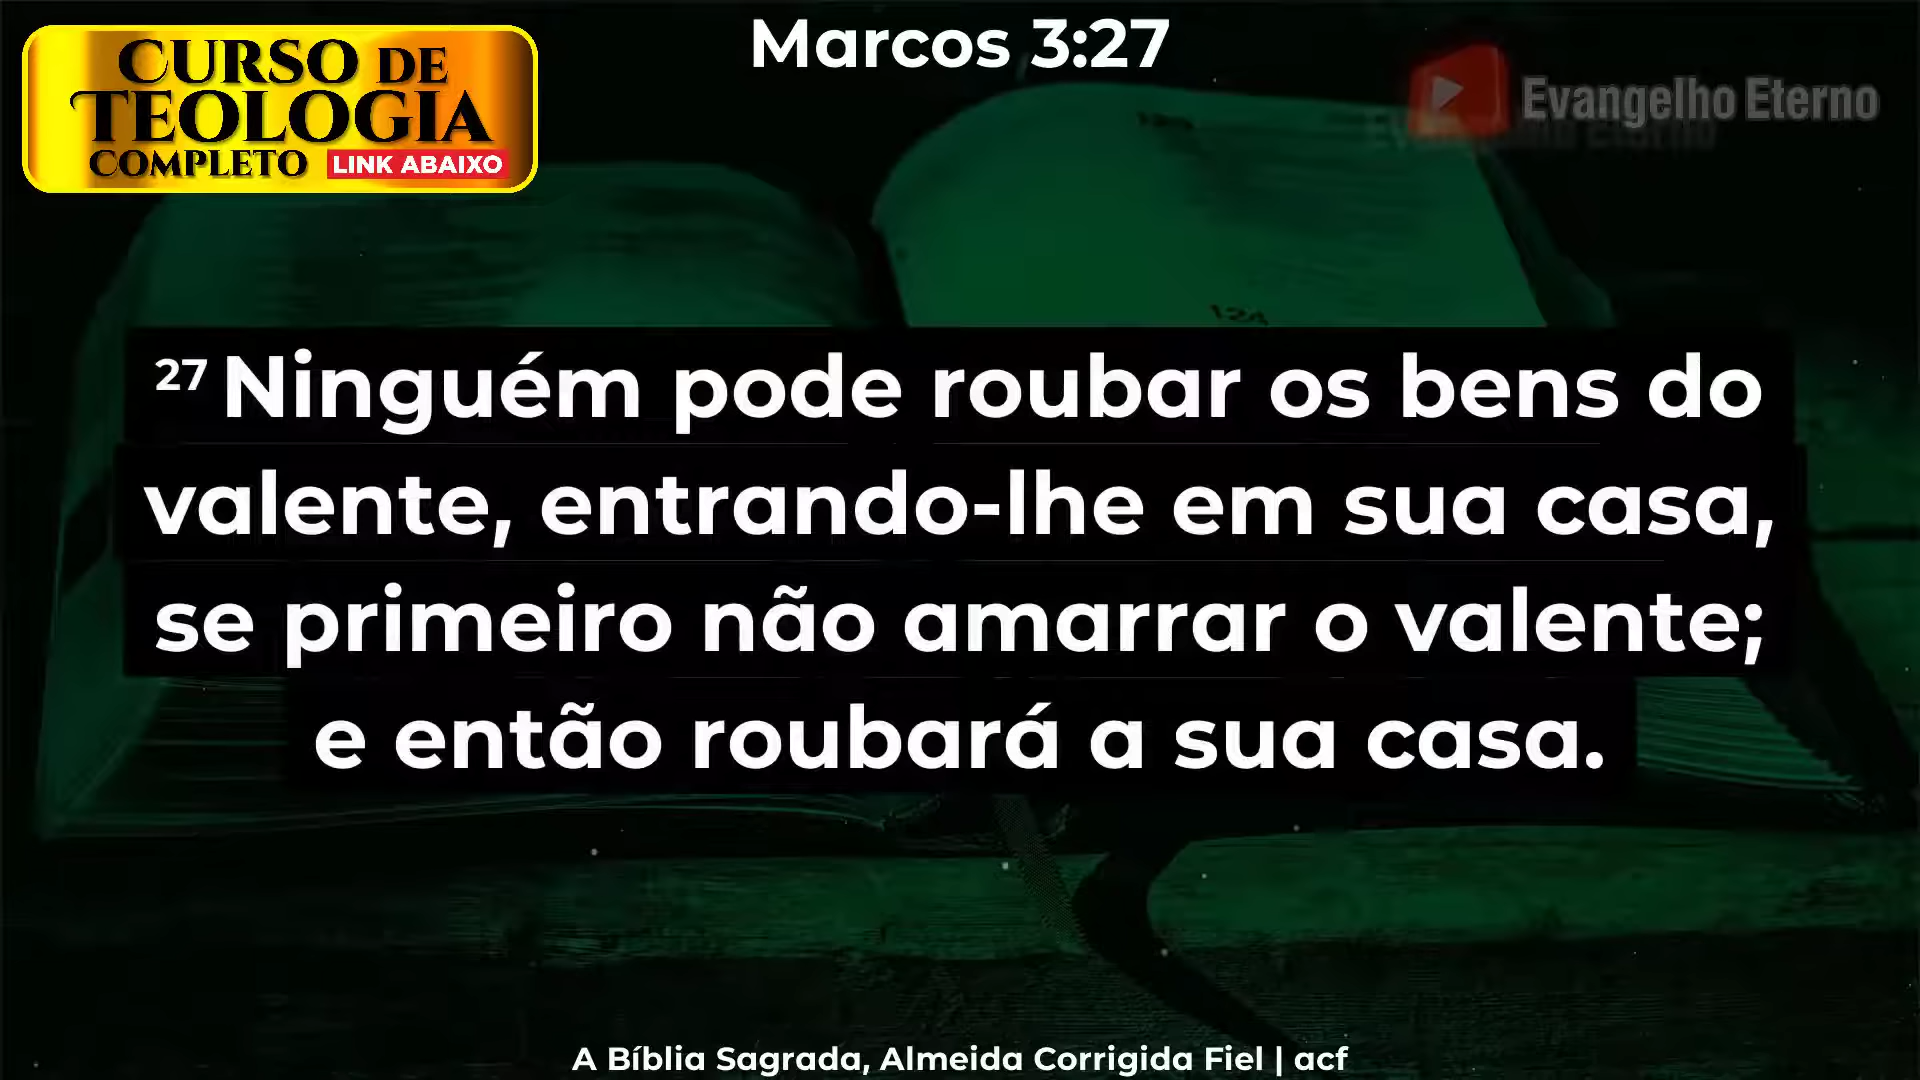 CURSO DE
TEOLOGIA
COMPLETO LINK ABAIXO
Marcos 3:27
Evangelho Eterno
27 Ninguém pode roubar os bens do
valente, entrando-lhe em sua casa,
se primeiro não amarrar o valente;
e então roubará a sua casa.
A Bíblia Sagrada, Almeida Corrigida Fiel | acf